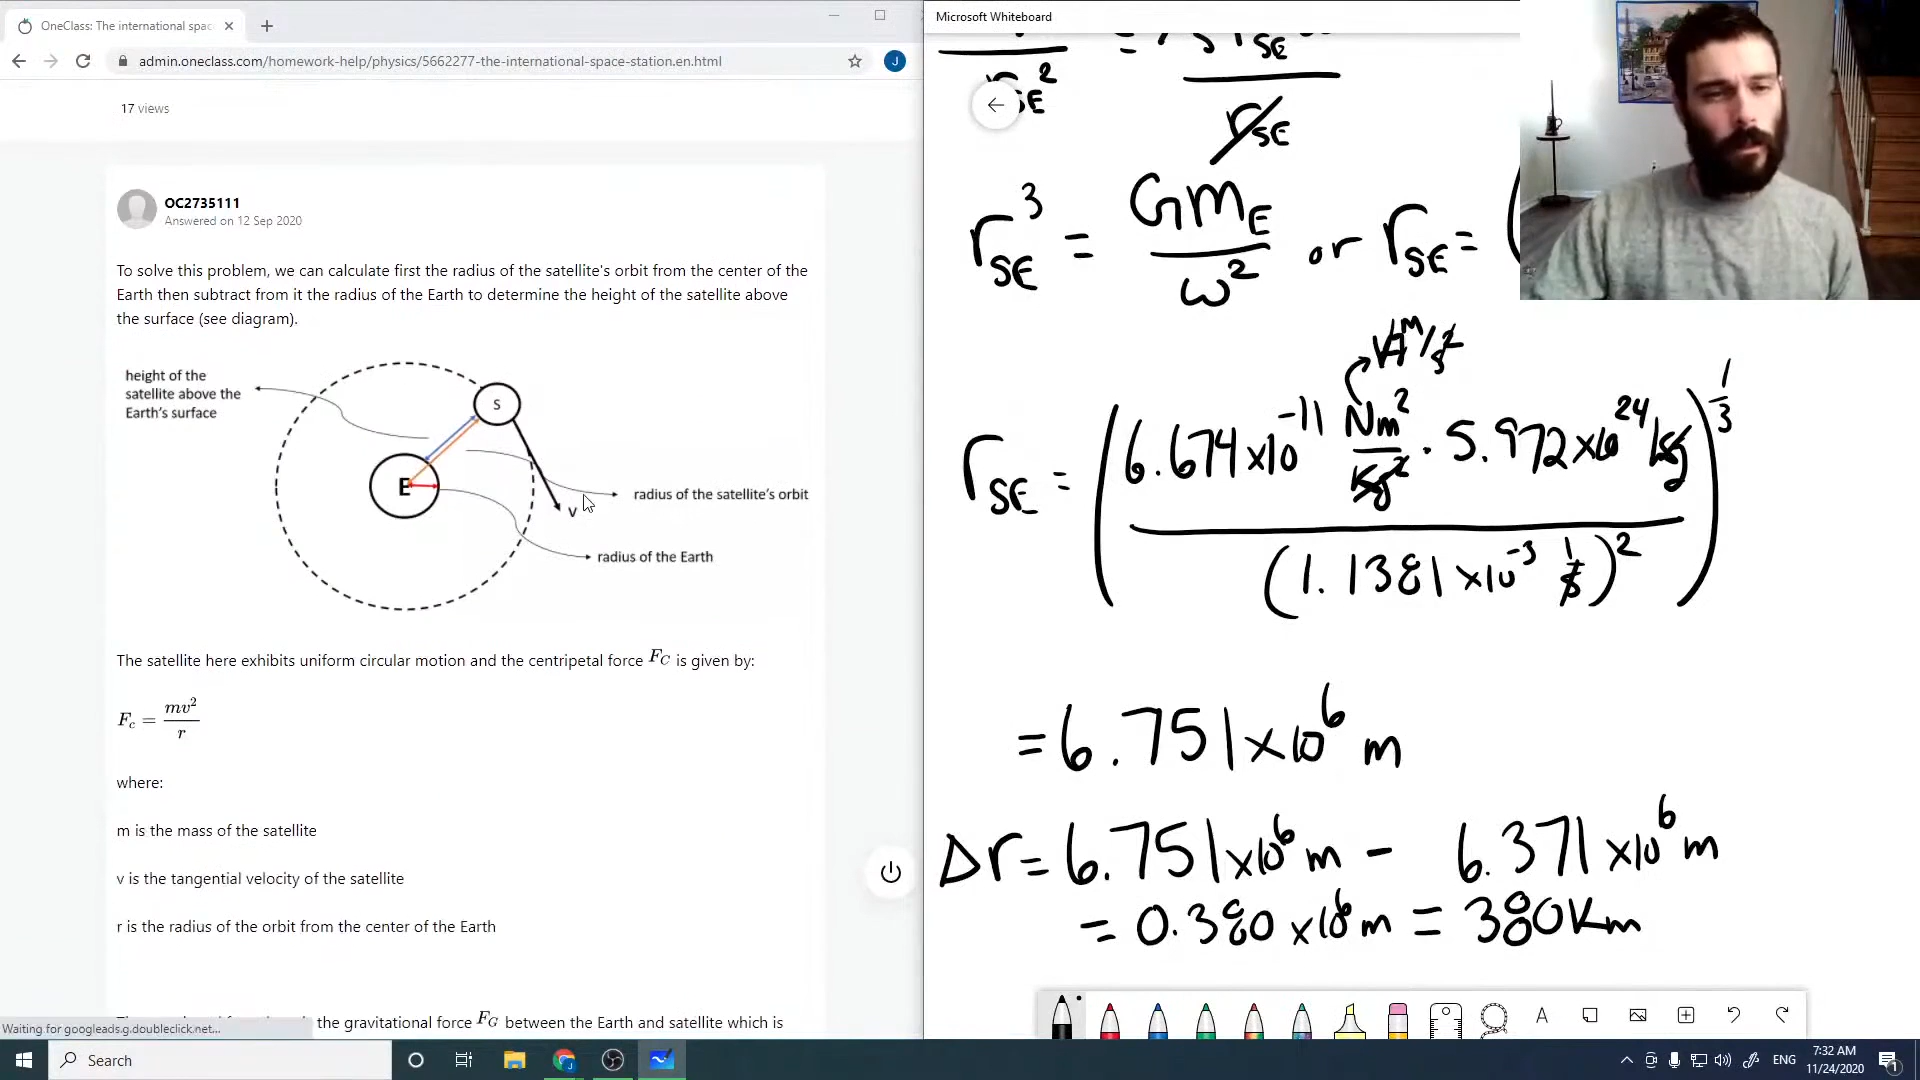 OneClass: The international spac
admin.oneclass.com/homework-help/physics/5662277-the-international-space-station.en.html
J
17 views
OC2735111
Answered on 12 Sep 2020
To solve this problem, we can calculate first the radius of the satellite's orbit from the center of the
Earth then subtract from it the radius of the Earth to determine the height of the satellite above
the surface (see diagram).
height of the
satellite above the
Earth's surface
S
E
v
radius of the satellite's orbit
radius of the Earth
The satellite here exhibits uniform circular motion and the centripetal force F_C is given by:
F_c = mv²/r
where:
m is the mass of the satellite
v is the tangential velocity of the satellite
r is the radius of the orbit from the center of the Earth
the gravitational force F_G between the Earth and satellite which is
Waiting for googleads.g.doubleclick.net...
Microsoft Whiteboard
r_SE
r_SE³ = Gm_E/ω² or r_SE =
m/s²
r_SE = (6.674×10⁻¹¹ Nm²/kg² · 5.972×10²⁴ kg / (1.1381×10⁻³ 1/s)²)^1/3
= 6.751×10⁶ m
Δr = 6.751×10⁶ m − 6.371×10⁶ m
= 0.380×10⁶ m = 380Km
A
Search
ENG
7:32 AM
11/24/2020
1